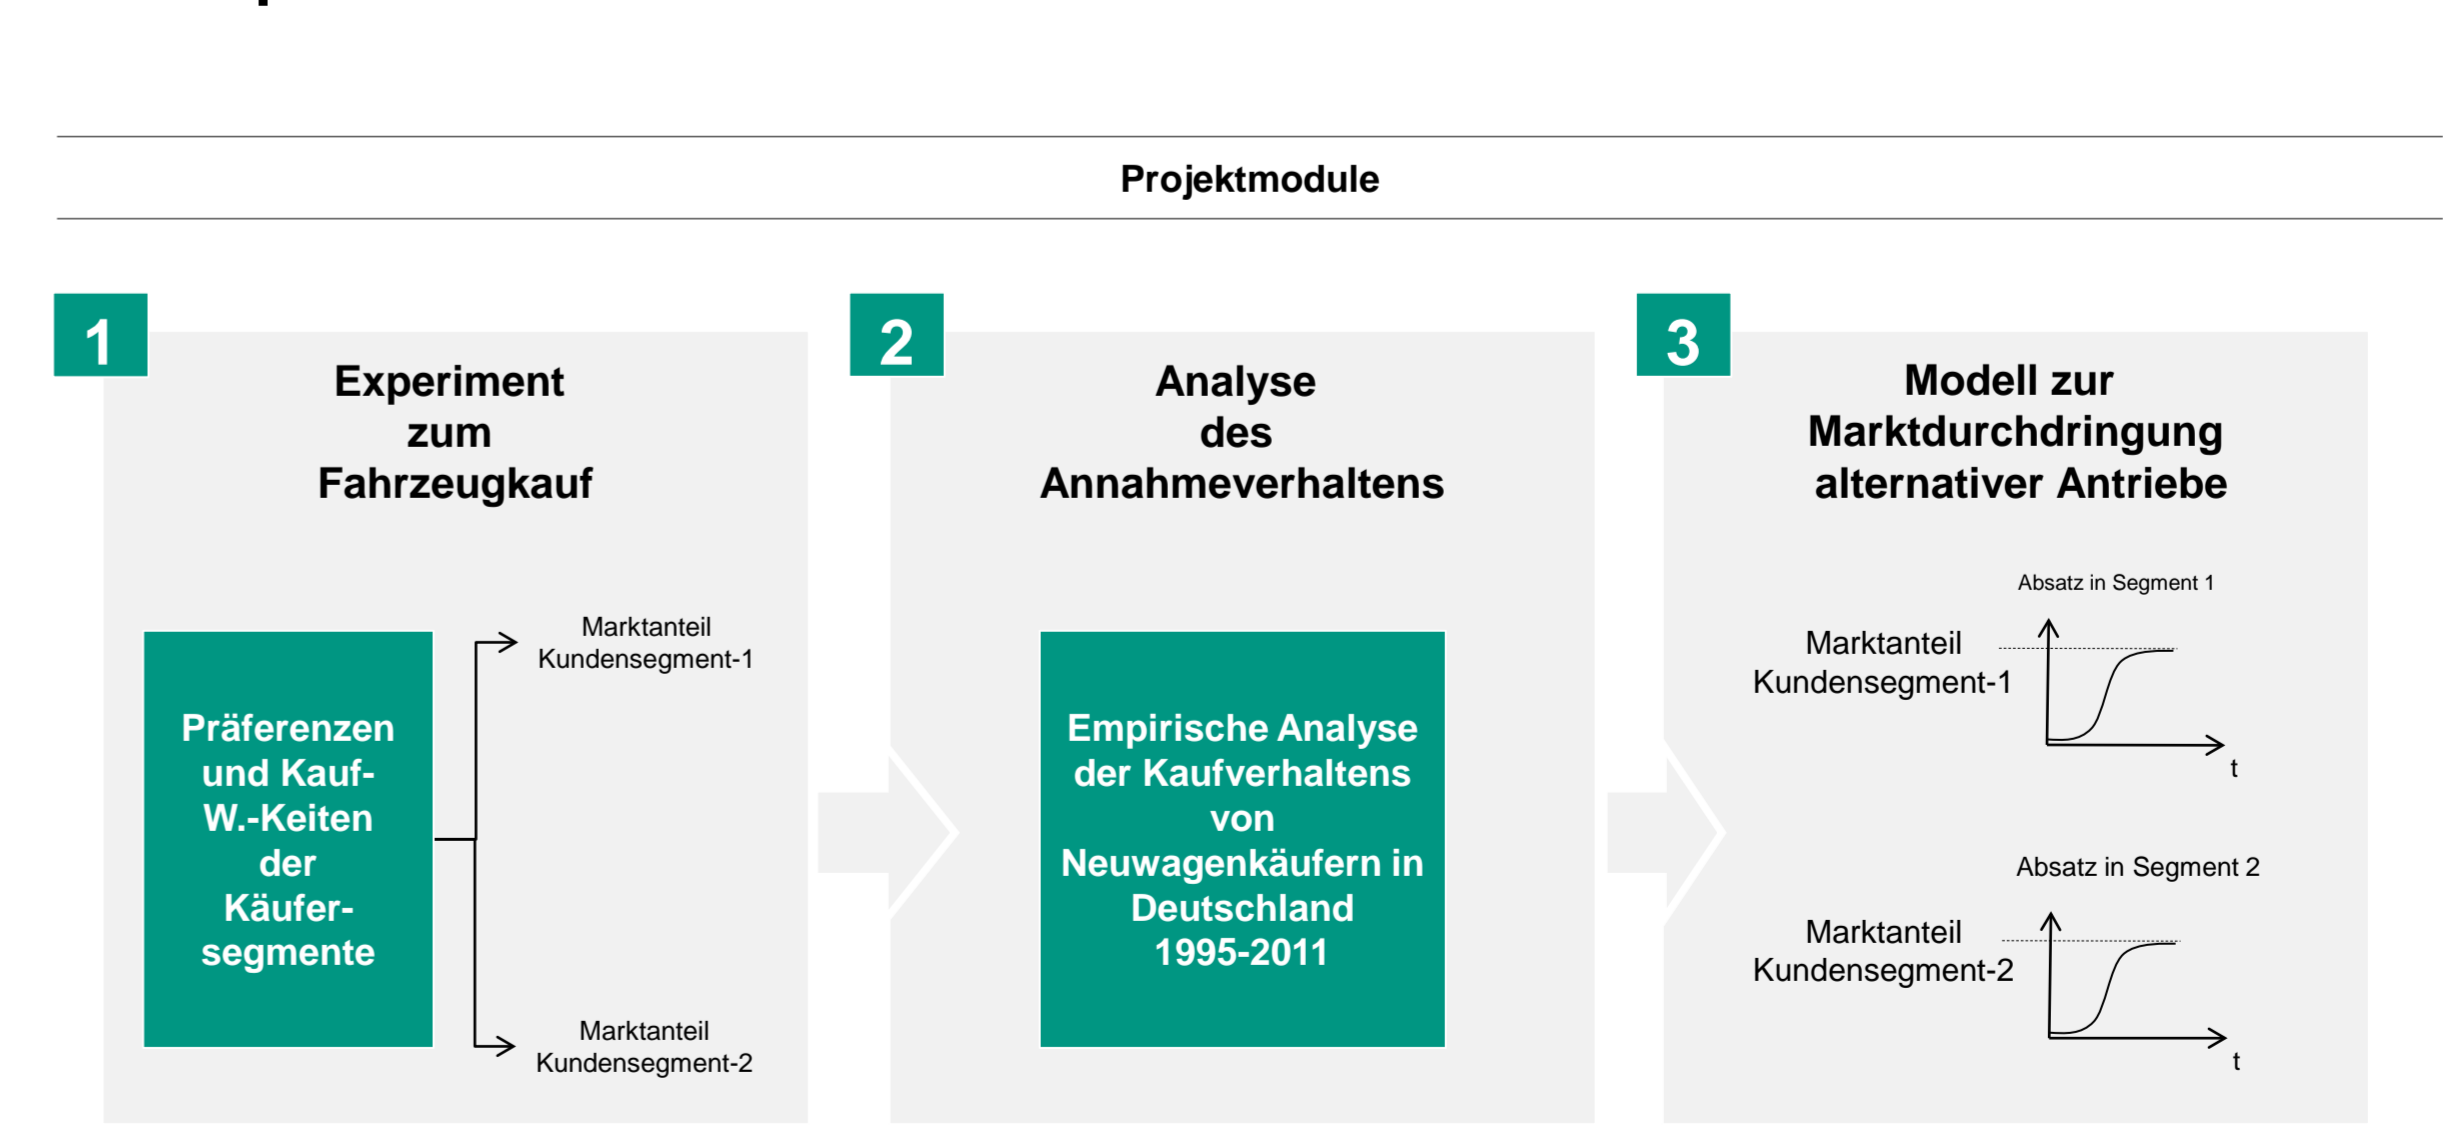 Projektmodule
1
Experiment
zum
Fahrzeugkauf
Präferenzen
und Kauf-
W.-Keiten
der
Käufer-
segmente
Marktanteil
Kundensegment-1
Marktanteil
Kundensegment-2
2
Analyse
des
Annahmeverhaltens
Empirische Analyse
der Kaufverhaltens
von
Neuwagenkäufern in
Deutschland
1995-2011
3
Modell zur
Marktdurchdringung
alternativer Antriebe
Absatz in Segment 1
Marktanteil
Kundensegment-1
t
Absatz in Segment 2
Marktanteil
Kundensegment-2
t